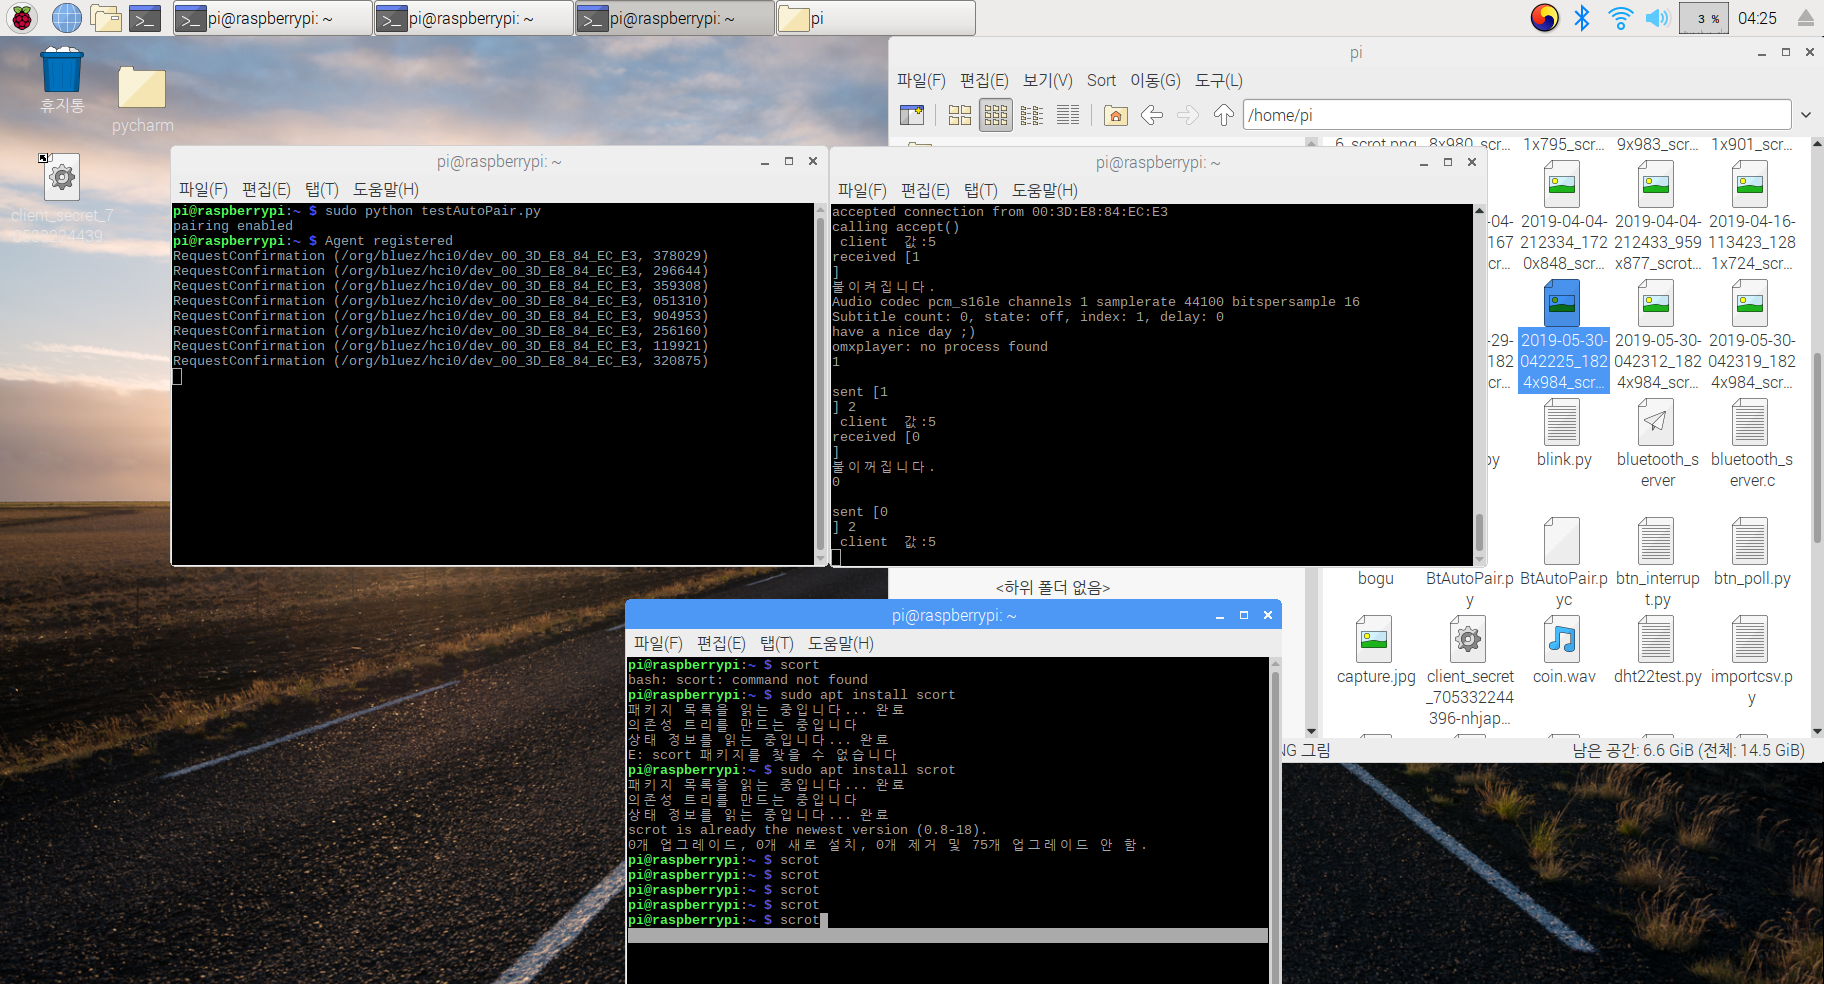 pi@raspberrypi: ~
pi@raspberrypi: ~
pi@raspberrypi: ~
pi
3 %
04:25
휴지통
pycharm
client_secret_7
pi
파일(F) 편집(E) 보기(V) Sort 이동(G) 도구(L)
/home/pi
pi@raspberrypi: ~
파일(F) 편집(E) 탭(T) 도움말(H)
pi@raspberrypi:~ $ sudo python testAutoPair.py
pairing enabled
pi@raspberrypi:~ $ Agent registered
RequestConfirmation (/org/bluez/hci0/dev_00_3D_E8_84_EC_E3, 378029)
RequestConfirmation (/org/bluez/hci0/dev_00_3D_E8_84_EC_E3, 296644)
RequestConfirmation (/org/bluez/hci0/dev_00_3D_E8_84_EC_E3, 359308)
RequestConfirmation (/org/bluez/hci0/dev_00_3D_E8_84_EC_E3, 051310)
RequestConfirmation (/org/bluez/hci0/dev_00_3D_E8_84_EC_E3, 904953)
RequestConfirmation (/org/bluez/hci0/dev_00_3D_E8_84_EC_E3, 256160)
RequestConfirmation (/org/bluez/hci0/dev_00_3D_E8_84_EC_E3, 119921)
RequestConfirmation (/org/bluez/hci0/dev_00_3D_E8_84_EC_E3, 320875)
pi@raspberrypi: ~
파일(F) 편집(E) 탭(T) 도움말(H)
accepted connection from 00:3D:E8:84:EC:E3
calling accept()
client 값:5
received [1
]
불이켜집니다.
Audio codec pcm_s16le channels 1 samplerate 44100 bitspersample 16
Subtitle count: 0, state: off, index: 1, delay: 0
have a nice day ;)
omxplayer: no process found
1
sent [1
] 2
client 값:5
received [0
]
불이꺼집니다.
0
sent [0
] 2
client 값:5
6_scrot.png 8x980_scr... 1x795_scr... 9x983_scr... 1x901_scr...
04-
167
cr...
2019-04-04-
212334_172
0x848_scr...
2019-04-04-
212433_959
x877_scrot...
2019-04-16-
113423_128
1x724_scr...
-29-
182
cr...
2019-05-30-
042225_182
4x984_scr...
2019-05-30-
042312_182
4x984_scr...
2019-05-30-
042319_182
4x984_scr...
py
blink.py
bluetooth_s
erver
bluetooth_s
erver.c
<하위 폴더 없음>
bogu
BtAutoPair.p
y
BtAutoPair.p
yc
btn_interrup
t.py
btn_poll.py
capture.jpg
client_secret
_705332244
396-nhjap...
coin.wav
dht22test.py
importcsv.p
y
NG 그림
남은 공간: 6.6 GiB (전체: 14.5 GiB)
pi@raspberrypi: ~
파일(F) 편집(E) 탭(T) 도움말(H)
pi@raspberrypi:~ $ scort
bash: scort: command not found
pi@raspberrypi:~ $ sudo apt install scort
패키지 목록을 읽는 중입니다... 완료
의존성 트리를 만드는 중입니다
상태 정보를 읽는 중입니다... 완료
E: scort 패키지를 찾을 수 없습니다
pi@raspberrypi:~ $ sudo apt install scrot
패키지 목록을 읽는 중입니다... 완료
의존성 트리를 만드는 중입니다
상태 정보를 읽는 중입니다... 완료
scrot is already the newest version (0.8-18).
0개 업그레이드, 0개 새로 설치, 0개 제거 및 75개 업그레이드 안 함.
pi@raspberrypi:~ $ scrot
pi@raspberrypi:~ $ scrot
pi@raspberrypi:~ $ scrot
pi@raspberrypi:~ $ scrot
pi@raspberrypi:~ $ scrot